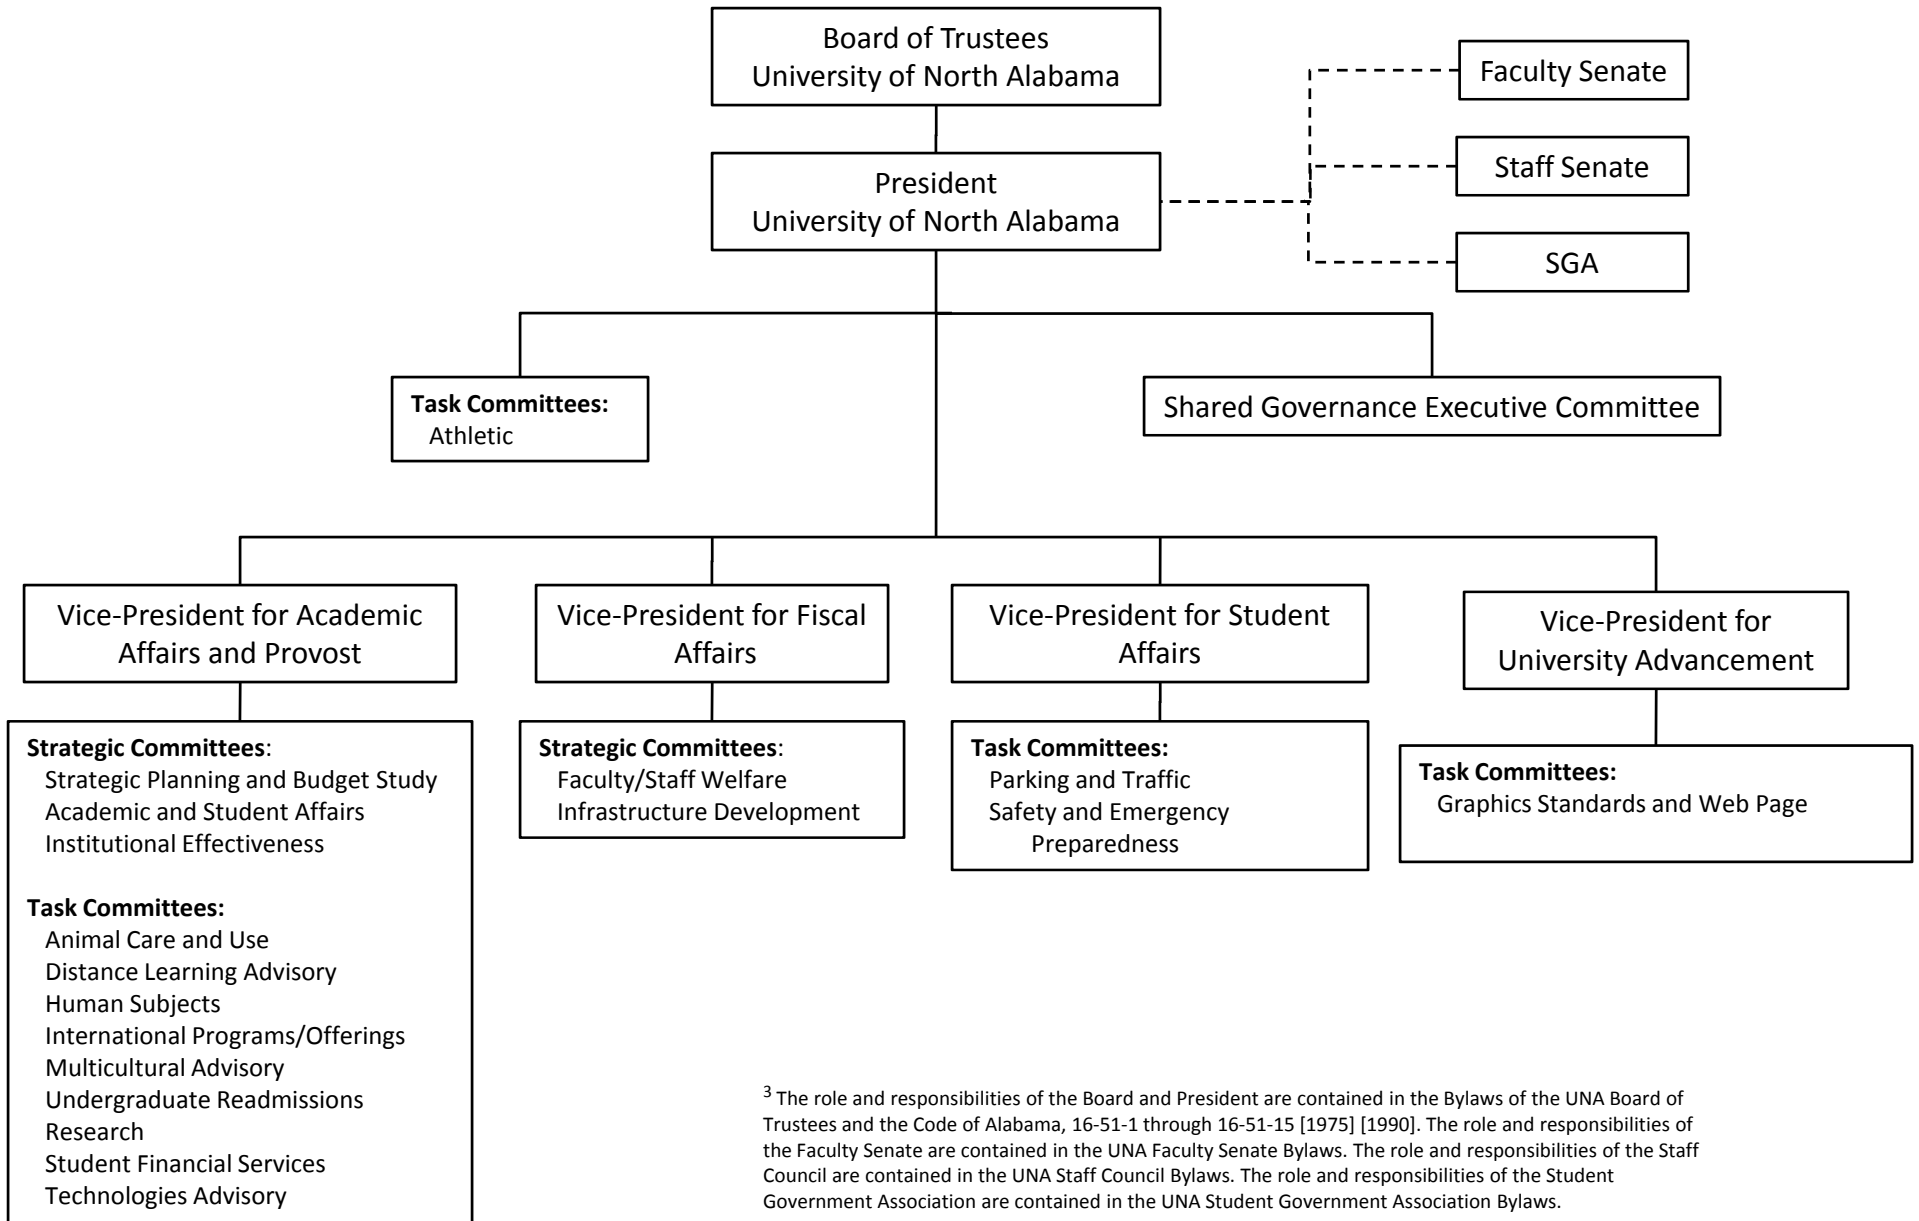 Board of Trustees
University of North Alabama
Faculty Senate
Staff Senate
SGA
President
University of North Alabama
Task Committees:
Athletic
Shared Governance Executive Committee
Vice-President for Academic
Affairs and Provost
Vice-President for Fiscal
Affairs
Vice-President for Student
Affairs
Vice-President for
University Advancement
Strategic Committees:
Strategic Planning and Budget Study
Academic and Student Affairs
Institutional Effectiveness
Task Committees:
Animal Care and Use
Distance Learning Advisory
Human Subjects
International Programs/Offerings
Multicultural Advisory
Undergraduate Readmissions
Research
Student Financial Services
Technologies Advisory
Strategic Committees:
Faculty/Staff Welfare
Infrastructure Development
Task Committees:
Parking and Traffic
Safety and Emergency
Preparedness
Task Committees:
Graphics Standards and Web Page
3 The role and responsibilities of the Board and President are contained in the Bylaws of the UNA Board of
Trustees and the Code of Alabama, 16-51-1 through 16-51-15 [1975] [1990]. The role and responsibilities of
the Faculty Senate are contained in the UNA Faculty Senate Bylaws. The role and responsibilities of the Staff
Council are contained in the UNA Staff Council Bylaws. The role and responsibilities of the Student
Government Association are contained in the UNA Student Government Association Bylaws.